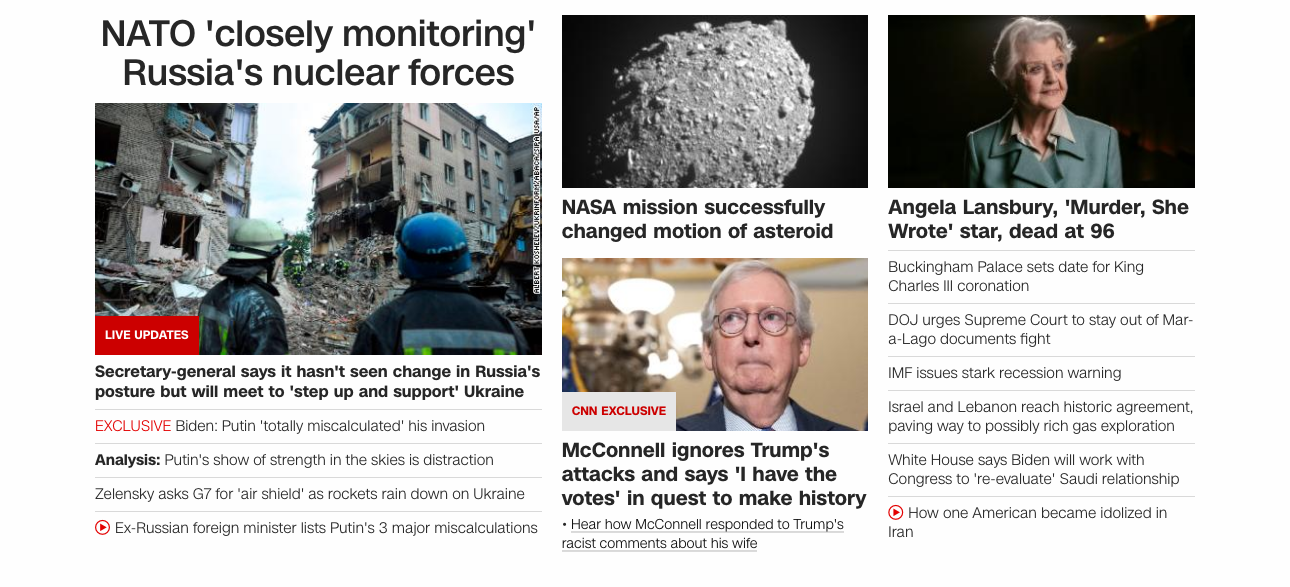 NATO 'closely monitoring'
Russia's nuclear forces
ALBERT KOSHELEV/UKRINFORM/ABACA/SIPA USA/AP
LIVE UPDATES
Secretary-general says it hasn't seen change in Russia's
posture but will meet to 'step up and support' Ukraine
EXCLUSIVE Biden: Putin 'totally miscalculated' his invasion
Analysis: Putin's show of strength in the skies is distraction
Zelensky asks G7 for 'air shield' as rockets rain down on Ukraine
Ex-Russian foreign minister lists Putin's 3 major miscalculations
NASA mission successfully
changed motion of asteroid
CNN EXCLUSIVE
McConnell ignores Trump's
attacks and says 'I have the
votes' in quest to make history
• Hear how McConnell responded to Trump's
racist comments about his wife
Angela Lansbury, 'Murder, She
Wrote' star, dead at 96
Buckingham Palace sets date for King
Charles III coronation
DOJ urges Supreme Court to stay out of Mar-
a-Lago documents fight
IMF issues stark recession warning
Israel and Lebanon reach historic agreement,
paving way to possibly rich gas exploration
White House says Biden will work with
Congress to 're-evaluate' Saudi relationship
How one American became idolized in
Iran